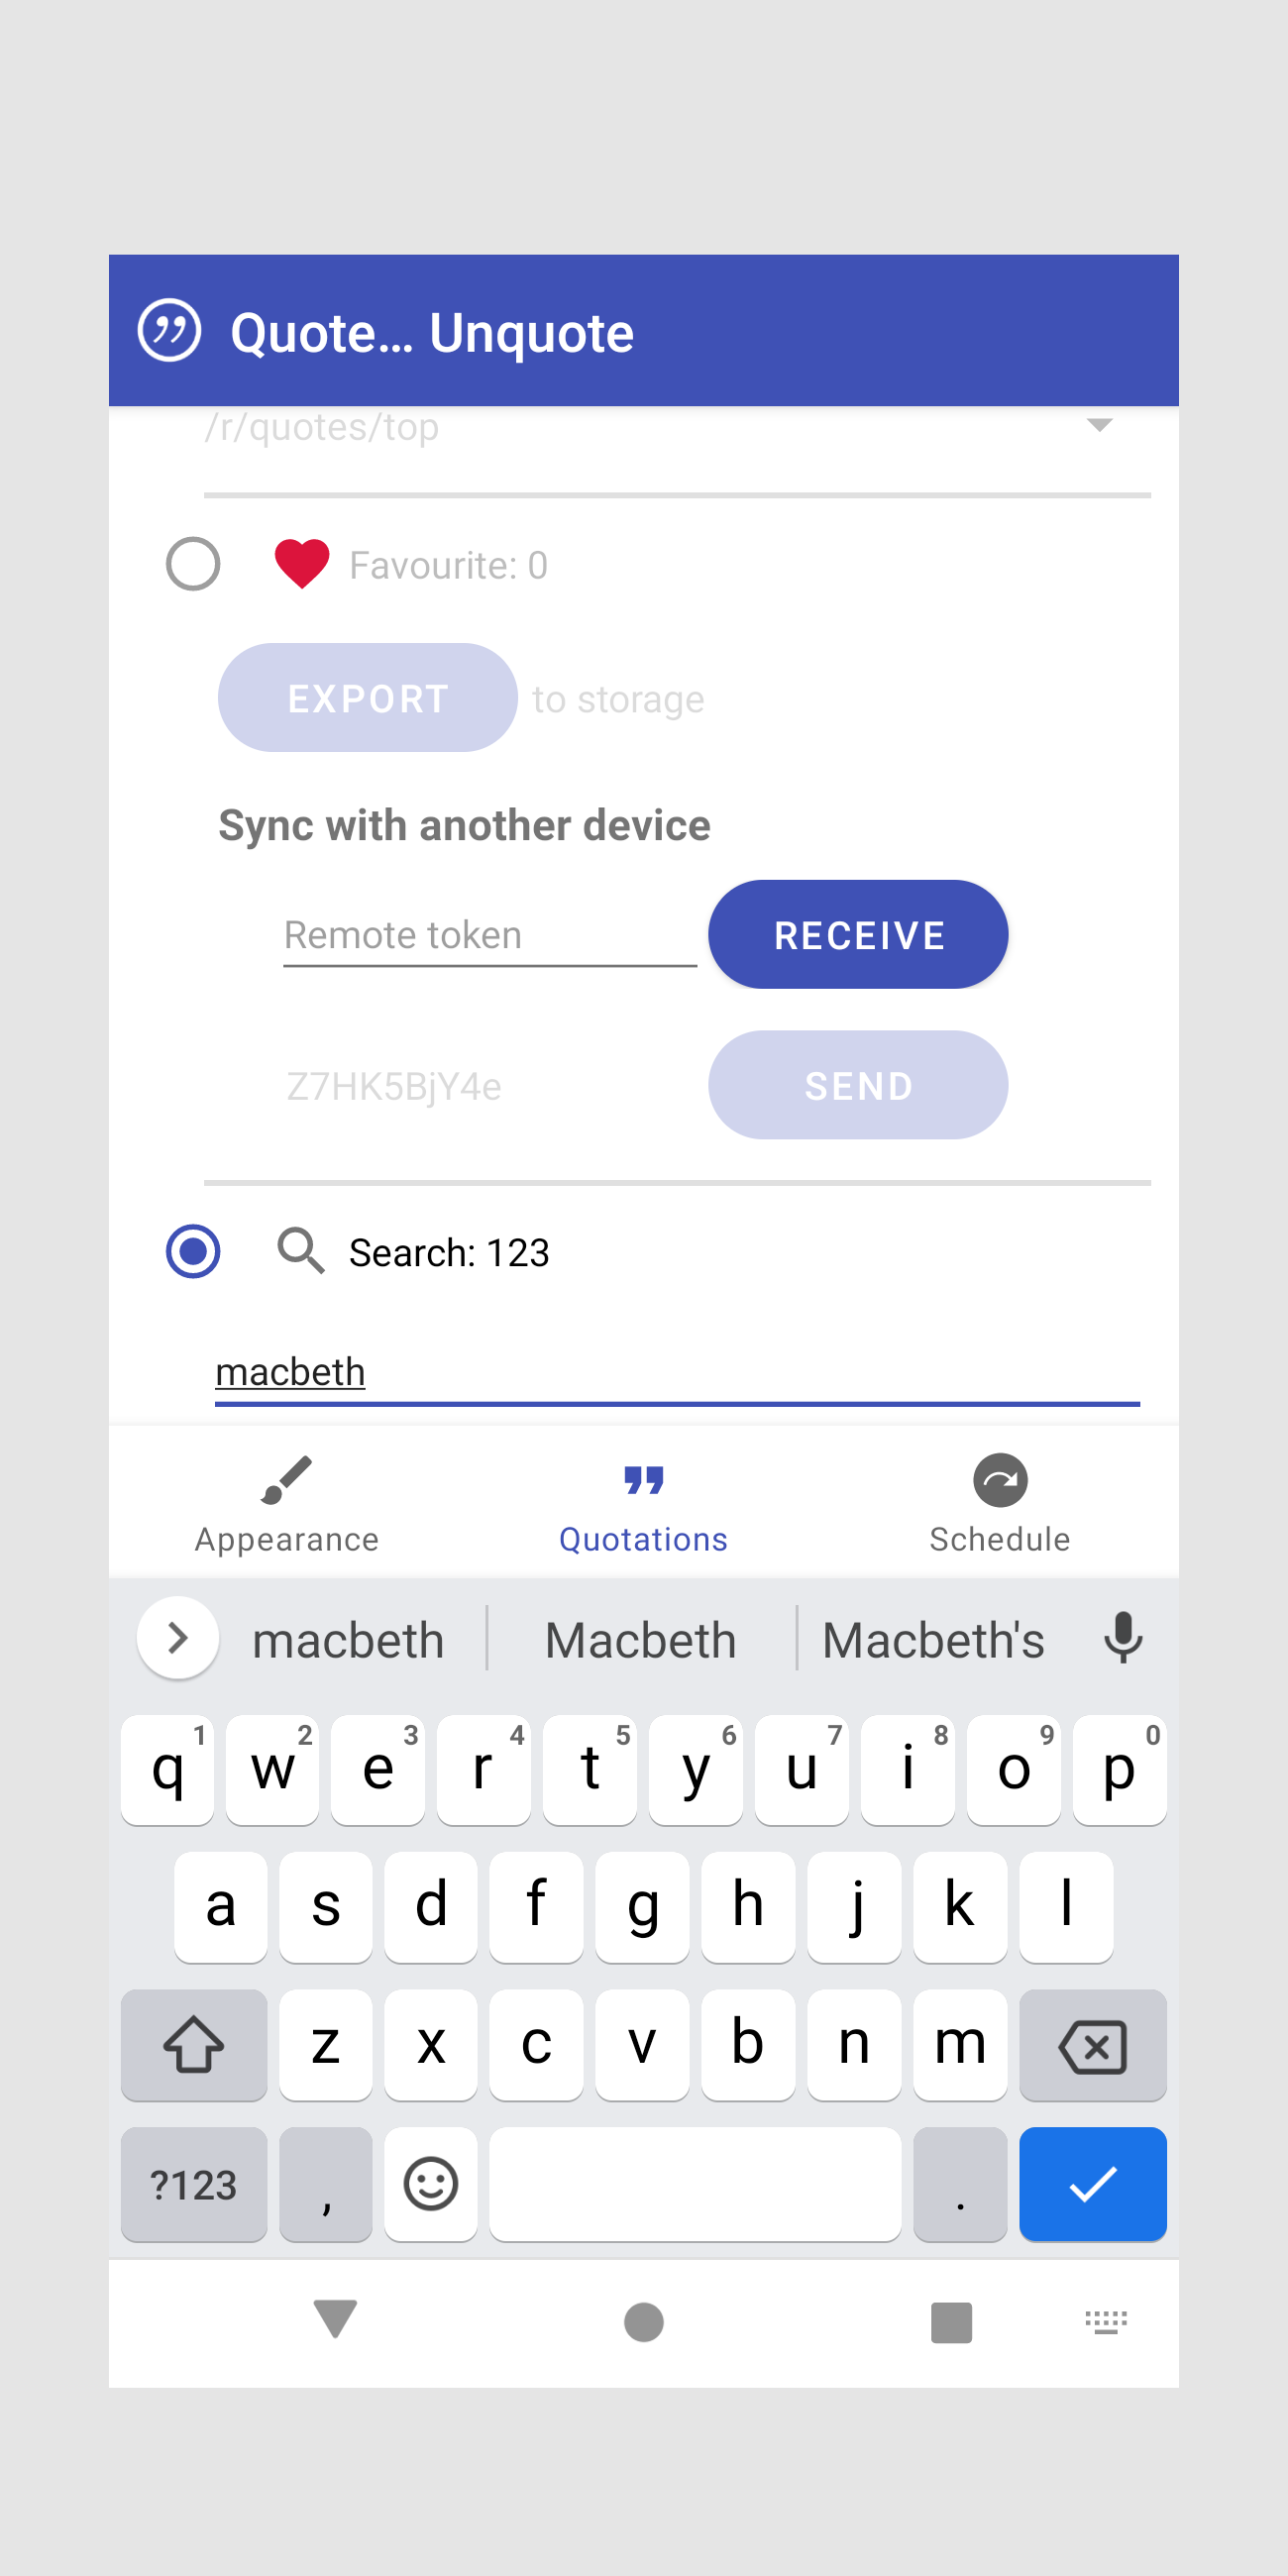 Quote… Unquote
/r/quotes/top
Favourite: 0
EXPORT to storage
Sync with another device
Remote token RECEIVE
Z7HK5BjY4e SEND
Search: 123
macbeth
Appearance Quotations Schedule
macbeth Macbeth Macbeth's
q 1 w 2 e 3 r 4 t 5 y 6 u 7 i 8 o 9 p 0
a s d f g h j k l
z x c v b n m
?123 , .